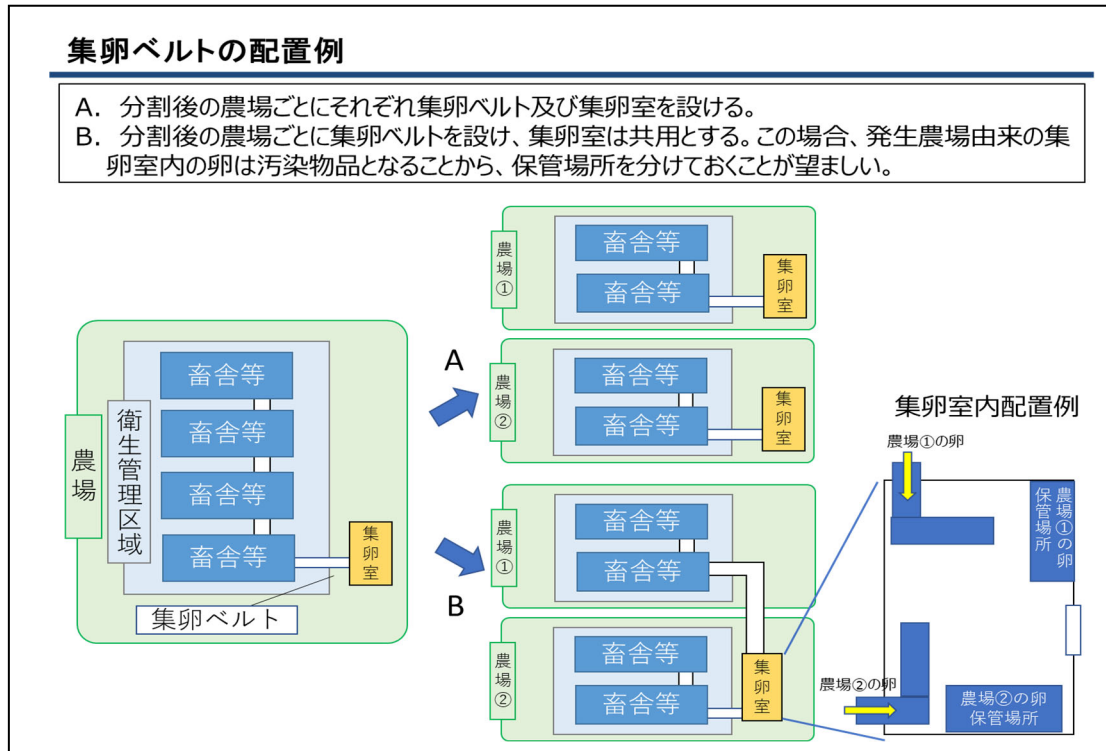 集卵ベルトの配置例
A. 分割後の農場ごとにそれぞれ集卵ベルト及び集卵室を設ける。
B. 分割後の農場ごとに集卵ベルトを設け、集卵室は共用とする。この場合、発生農場由来の集
卵室内の卵は汚染物品となることから、保管場所を分けておくことが望ましい。
農場
衛生管理区域
畜舎等
畜舎等
畜舎等
畜舎等
集卵室
集卵ベルト
A
農場①
畜舎等
畜舎等
集卵室
農場②
畜舎等
畜舎等
集卵室
B
農場①
畜舎等
畜舎等
農場②
畜舎等
畜舎等
集卵室
集卵室内配置例
農場①の卵
農場①の卵
保管場所
農場②の卵
農場②の卵
保管場所